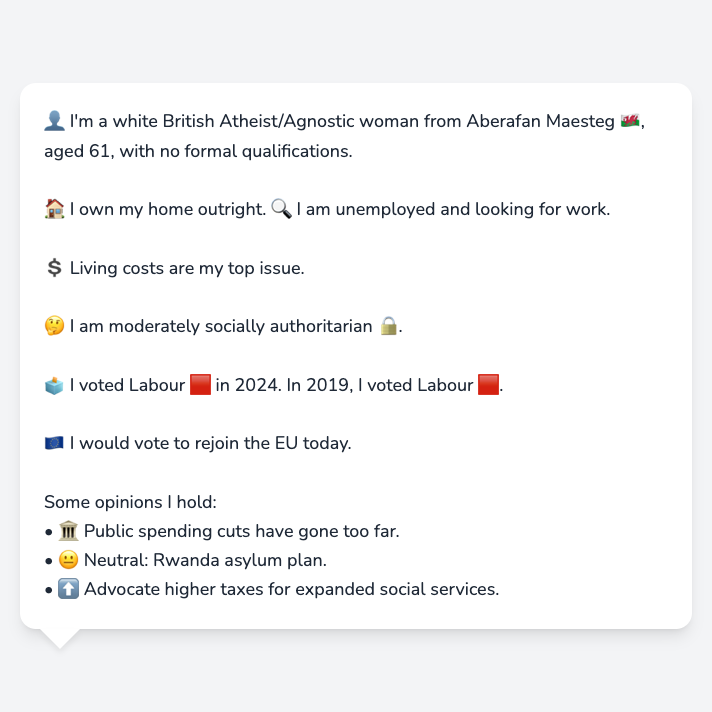 👤 I'm a white British Atheist/Agnostic woman from Aberafan Maesteg 🏴󠁧󠁢󠁷󠁬󠁳󠁿,
aged 61, with no formal qualifications.
🏠 I own my home outright. 🔍 I am unemployed and looking for work.
💲 Living costs are my top issue.
🤔 I am moderately socially authoritarian 🔒.
🗳️ I voted Labour 🟥 in 2024. In 2019, I voted Labour 🟥.
🇪🇺 I would vote to rejoin the EU today.
Some opinions I hold:
• 🏛️ Public spending cuts have gone too far.
• 😐 Neutral: Rwanda asylum plan.
• ⬆️ Advocate higher taxes for expanded social services.